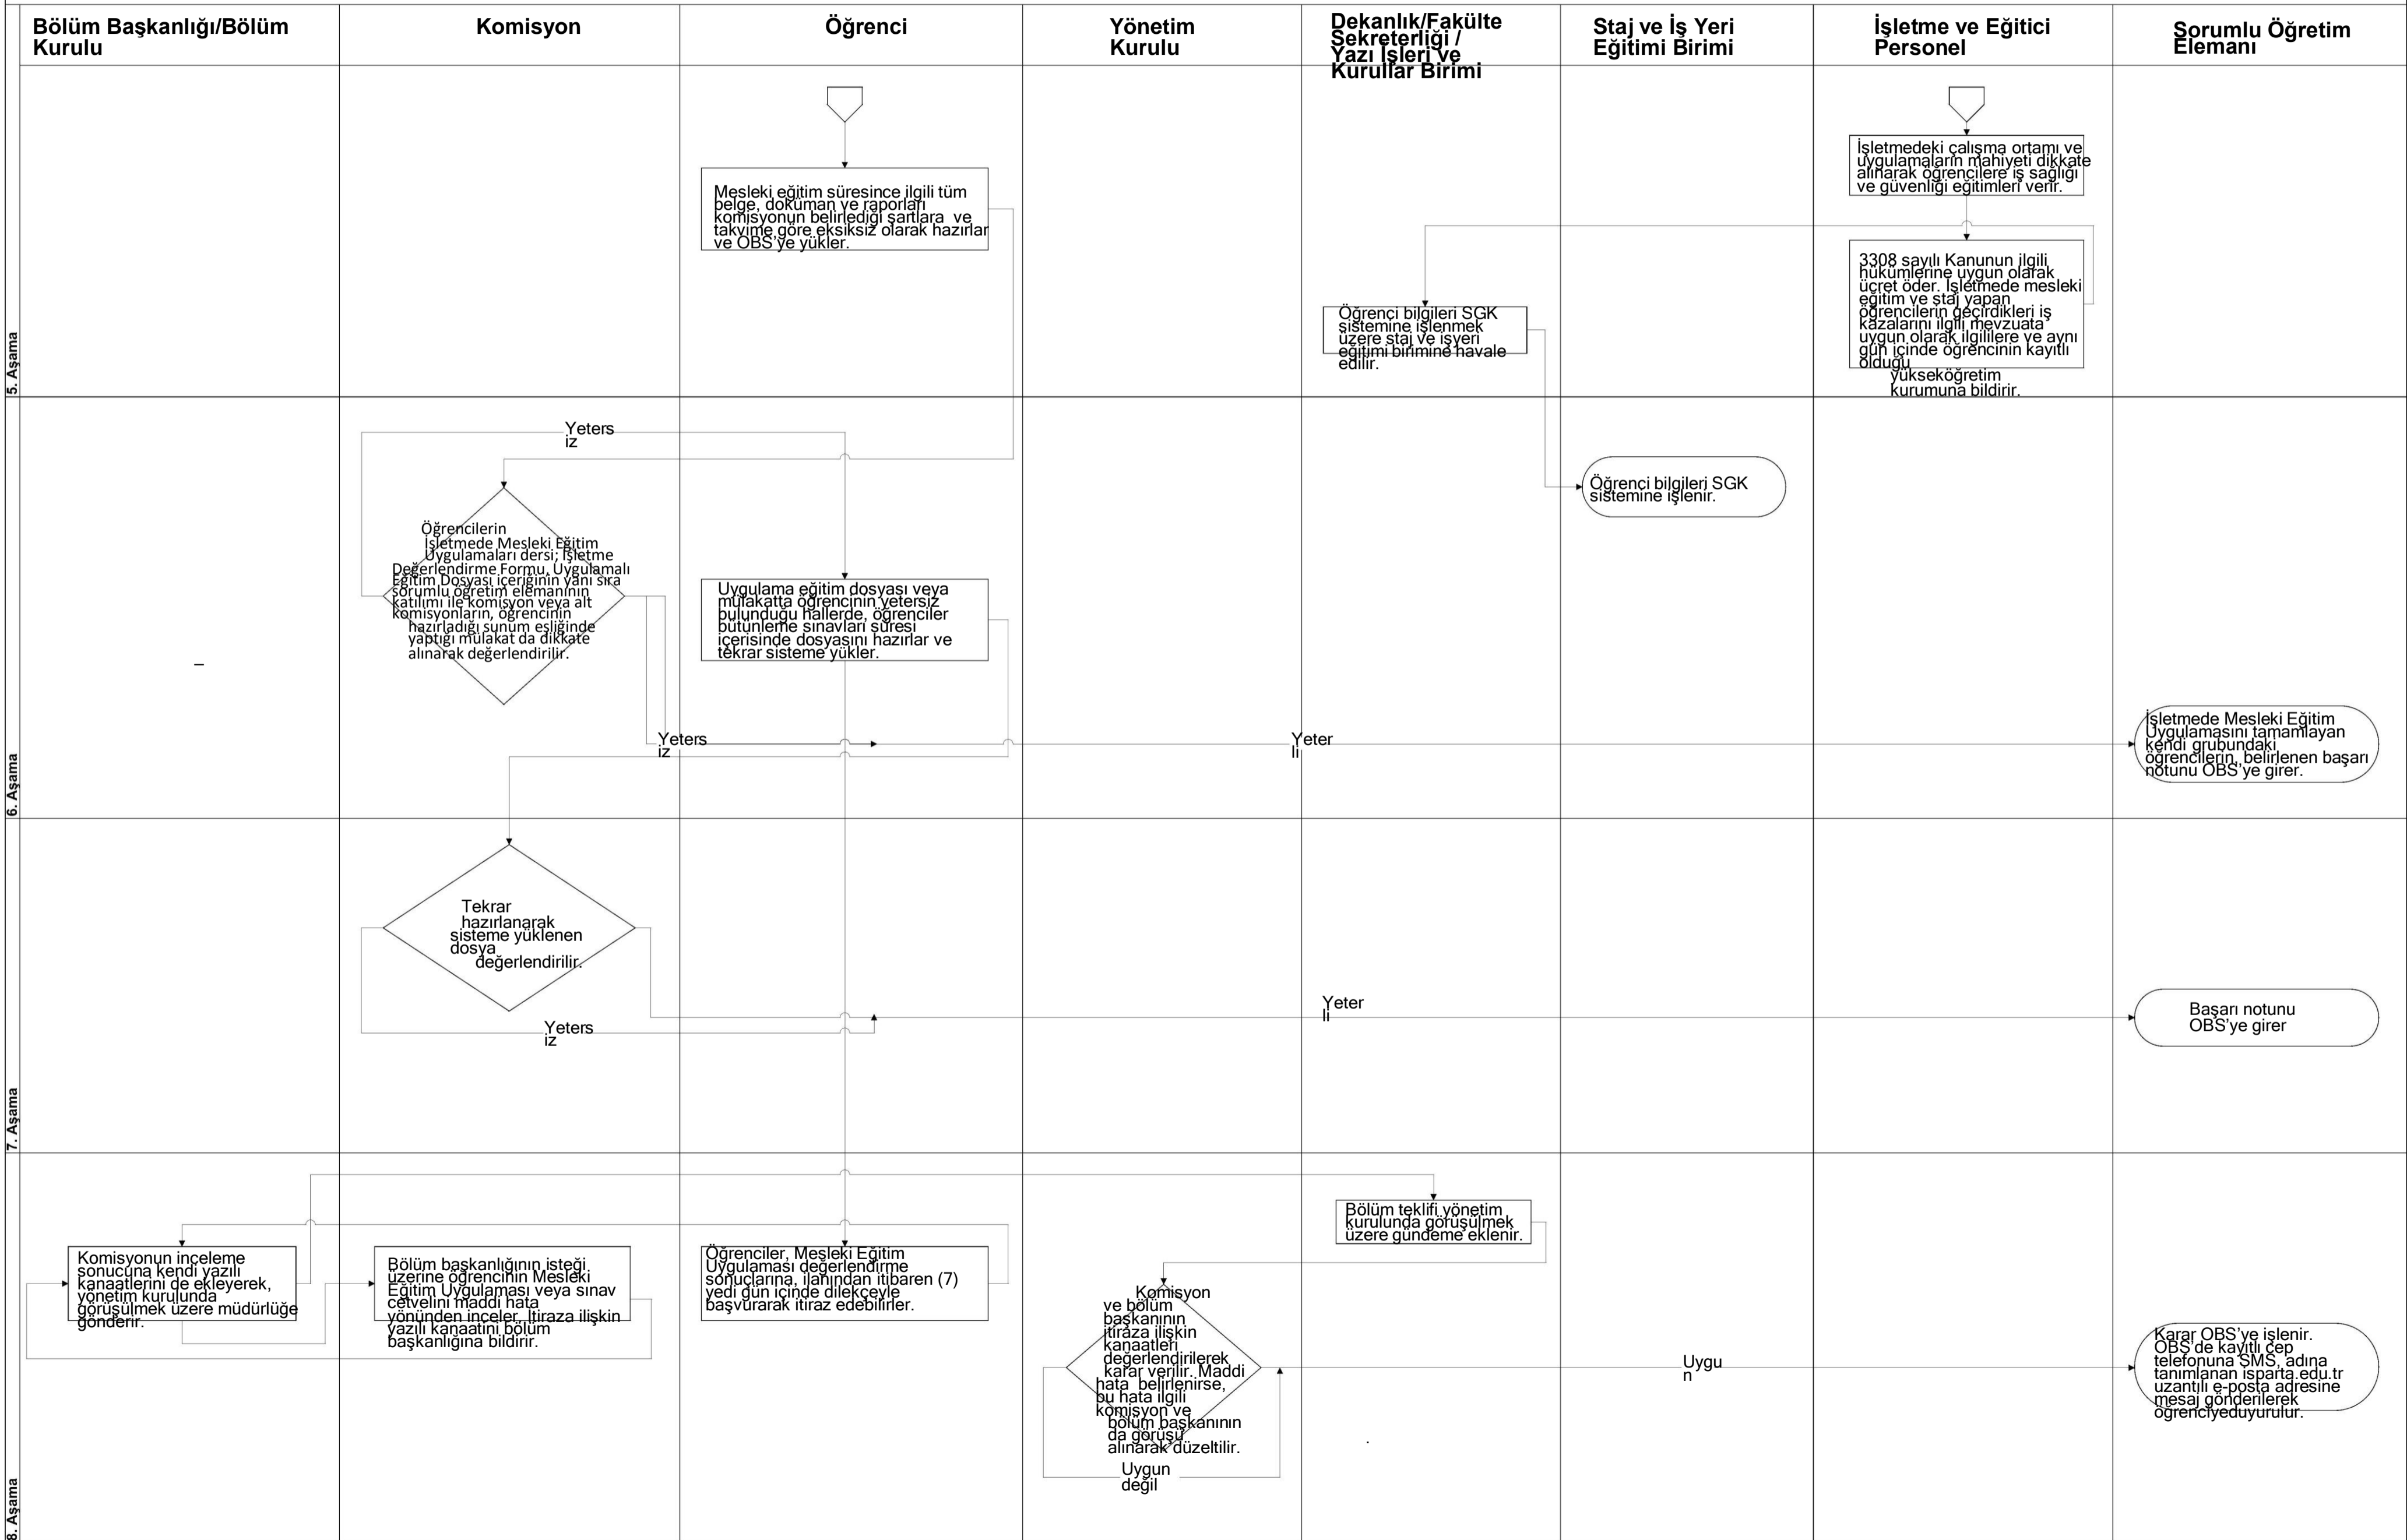 Bölüm Başkanlığı/Bölüm
Kurulu
Komisyon
Öğrenci
Yönetim
Kurulu
Dekanlık/Fakülte
Sekreterliği /
Yazı İşleri ve
Kurullar Birimi
Staj ve İş Yeri
Eğitimi Birimi
İşletme ve Eğitici
Personel
Sorumlu Öğretim
Elemanı
5. Aşama
Mesleki eğitim süresince ilgili tüm
belge, doküman ve raporları
komisyonun belirlediği şartlara  ve
takvime göre eksiksiz olarak hazırlar
ve OBS'ye yükler.
Öğrenci bilgileri SGK
sistemine işlenmek
üzere staj ve işyeri
eğitimi birimine havale
edilir.
İşletmedeki çalışma ortamı ve
uygulamaların mahiyeti dikkate
alınarak öğrencilere iş sağlığı
ve güvenliği eğitimleri verir.
3308 sayılı Kanunun ilgili
hükümlerine uygun olarak
ücret öder. İşletmede mesleki
eğitim ve staj yapan
öğrencilerin geçirdikleri iş
kazalarını ilgili mevzuata
uygun olarak ilgililere ve aynı
gün içinde öğrencinin kayıtlı
olduğu
yükseköğretim
kurumuna bildirir.
6. Aşama
Yeters
iz
Öğrencilerin
İşletmede Mesleki Eğitim
Uygulamaları dersi; İşletme
Değerlendirme Formu, Uygulamalı
Eğitim Dosyası içeriğinin yanı sıra
sorumlu öğretim elemanının
katılımı ile komisyon veya alt
komisyonların, öğrencinin
hazırladığı sunum eşliğinde
yaptığı mülakat da dikkate
alınarak değerlendirilir.
Uygulama eğitim dosyası veya
mülakatta öğrencinin yetersiz
bulunduğu hallerde, öğrenciler
bütünleme sınavları süresi
içerisinde dosyasını hazırlar ve
tekrar sisteme yükler.
Öğrenci bilgileri SGK
sistemine işlenir.
–
Yeters
iz
Yeter
li
İşletmede Mesleki Eğitim
Uygulamasını tamamlayan
kendi grubundaki
öğrencilerin, belirlenen başarı
notunu OBS'ye girer.
7. Aşama
Tekrar
hazırlanarak
sisteme yüklenen
dosya
değerlendirilir.
Yeters
iz
Yeter
li
Başarı notunu
OBS'ye girer
8. Aşama
Komisyonun inceleme
sonucuna kendi yazılı
kanaatlerini de ekleyerek,
yönetim kurulunda
görüşülmek üzere müdürlüğe
gönderir.
Bölüm başkanlığının isteği
üzerine öğrencinin Mesleki
Eğitim Uygulaması veya sınav
cetvelini maddi hata
yönünden inceler. İtiraza ilişkin
yazılı kanaatini bölüm
başkanlığına bildirir.
Öğrenciler, Mesleki Eğitim
Uygulaması değerlendirme
sonuçlarına, ilanından itibaren (7)
yedi gün içinde dilekçeyle
başvurarak itiraz edebilirler.
Komisyon
ve bölüm
başkanının
itiraza ilişkin
kanaatleri
değerlendirilerek
karar verilir. Maddi
hata  belirlenirse,
bu hata ilgili
komisyon ve
bölüm başkanının
da görüşü
alınarak düzeltilir.
Uygun
değil
Bölüm teklifi yönetim
kurulunda görüşülmek
üzere gündeme eklenir.
.
Uygu
n
Karar OBS'ye işlenir.
OBS'de kayıtlı cep
telefonuna SMS, adına
tanımlanan isparta.edu.tr
uzantılı e-posta adresine
mesaj gönderilerek
öğrenciyeduyurulur.